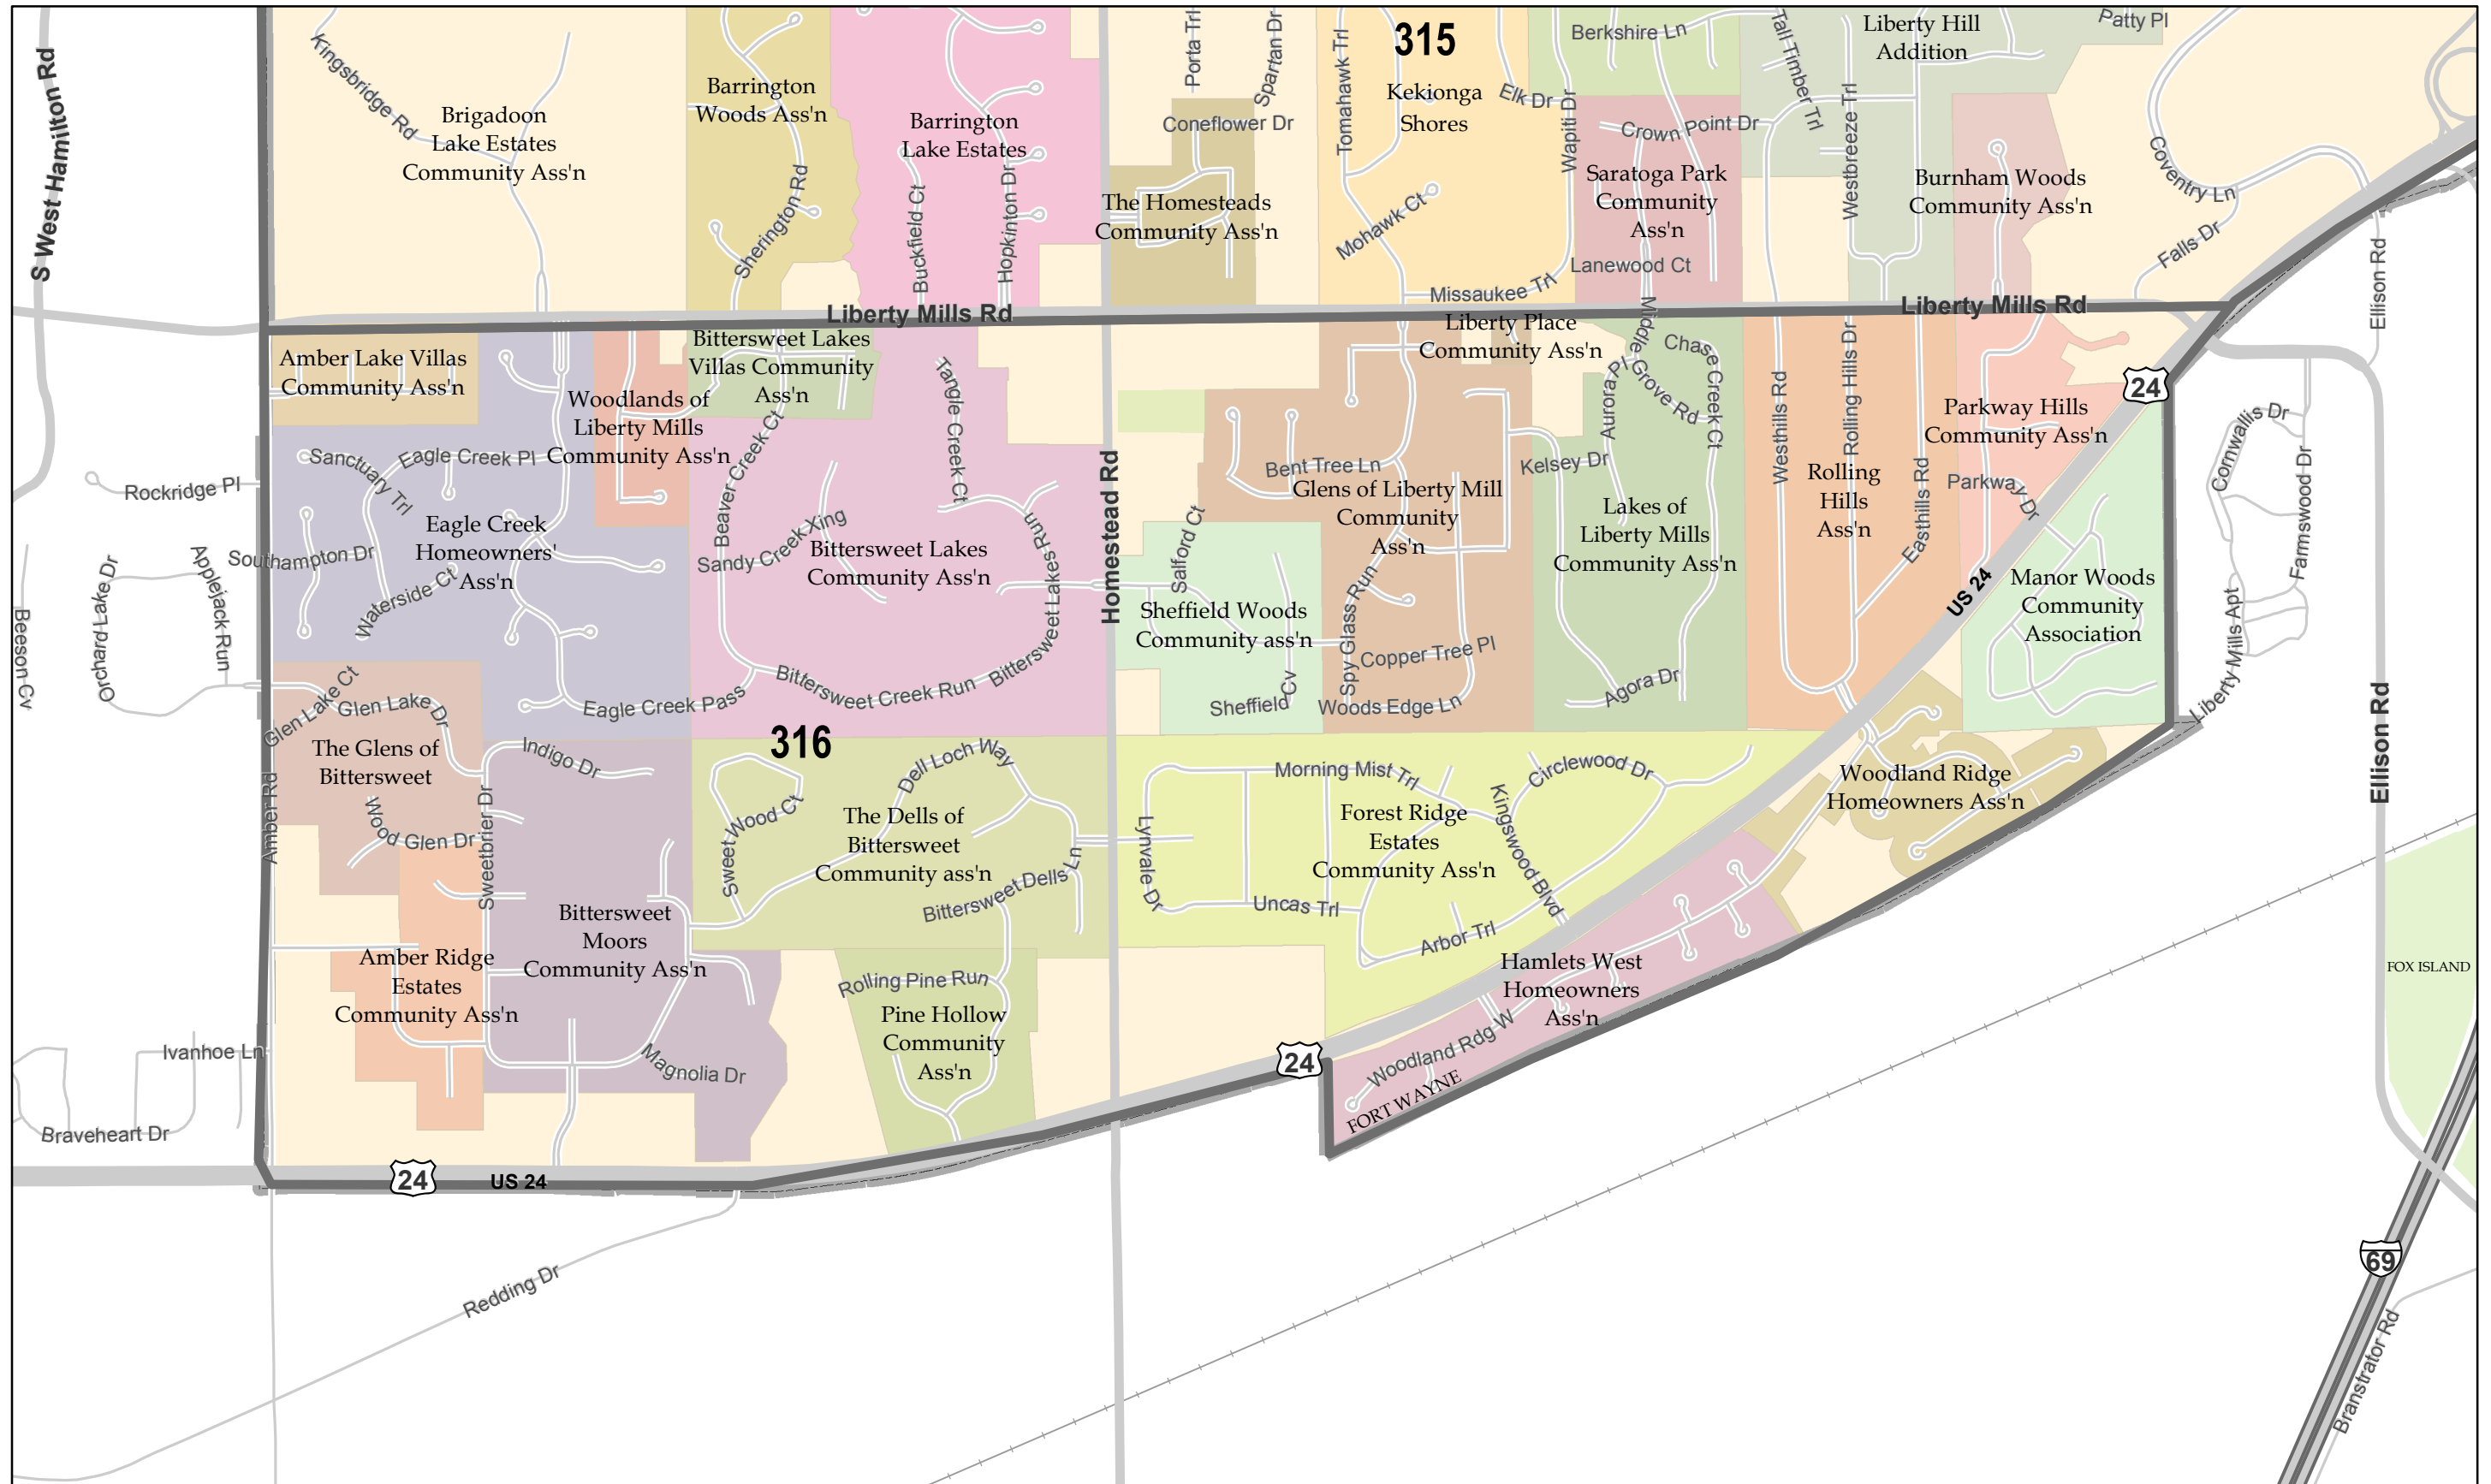 S West Hamilton Rd
Kingsbridge Rd
Brigadoon
Lake Estates
Community Ass'n
Barrington
Woods Ass'n
Sherington Rd
Barrington
Lake Estates
Buckfield Ct
Hopkinton Dr
Porta Trl
Spartan Dr
Coneflower Dr
The Homesteads
Community Ass'n
Tomahawk Trl
315
Kekionga
Shores
Elk Dr
Wapiti Dr
Mohawk Ct
Missaukee Trl
Berkshire Ln
Crown Point Dr
Saratoga Park
Community
Ass'n
Lanewood Ct
Tall Timber Trl
Westbreeze Trl
Liberty Hill
Addition
Patty Pl
Burnham Woods
Community Ass'n
Coventry Ln
Falls Dr
Ellison Rd
Liberty Mills Rd
Liberty Mills Rd
Amber Lake Villas
Community Ass'n
Woodlands of
Liberty Mills
Community Ass'n
Bittersweet Lakes
Villas Community
Ass'n
Tangle Creek Ct
Beaver Creek Ct
Liberty Place
Community Ass'n
Middle Grove Rd
Chase Creek Ct
Aurora Pl
Westhills Rd
Rolling Hills Dr
Easthills Rd
Rolling
Hills
Ass'n
Parkway Hills
Community Ass'n
Parkway Dr
24
Cornwallis Dr
Farmswood Dr
Rockridge Pl
Sanctuary Trl
Eagle Creek Pl
Eagle Creek
Homeowners'
Ass'n
Southampton Dr
Waterside Ct
Applejack Run
Orchard Lake Dr
Beeson Cv
Sandy Creek Xing
Bittersweet Lakes
Community Ass'n
Bittersweet Lakes Run
Homestead Rd
Bent Tree Ln
Glens of Liberty Mill
Community
Ass'n
Kelsey Dr
Lakes of
Liberty Mills
Community Ass'n
Salford Ct
Sheffield Woods
Community ass'n
Sheffield Cv
Spy Glass Run
Copper Tree Pl
Woods Edge Ln
Agora Dr
US 24
Manor Woods
Community
Association
Liberty Mills Apt
Ellison Rd
Glen Lake Ct
Glen Lake Dr
The Glens of
Bittersweet
Eagle Creek Pass
Bittersweet Creek Run
316
Indigo Dr
Amber Rd
Wood Glen Dr
Sweetbrier Dr
Sweet Wood Ct
Dell Loch Way
The Dells of
Bittersweet
Community ass'n
Bittersweet Dells Ln
Morning Mist Trl
Circlewood Dr
Lynvale Dr
Forest Ridge
Estates
Community Ass'n
Kingswood Blvd
Uncas Trl
Arbor Trl
Woodland Ridge
Homeowners Ass'n
Bittersweet
Moors
Community Ass'n
Amber Ridge
Estates
Community Ass'n
Rolling Pine Run
Pine Hollow
Community
Ass'n
Magnolia Dr
Hamlets West
Homeowners
Ass'n
Woodland Rdg W
FORT WAYNE
24
FOX ISLAND
Ivanhoe Ln
Braveheart Dr
24
US 24
Redding Dr
69
Branstrator Rd